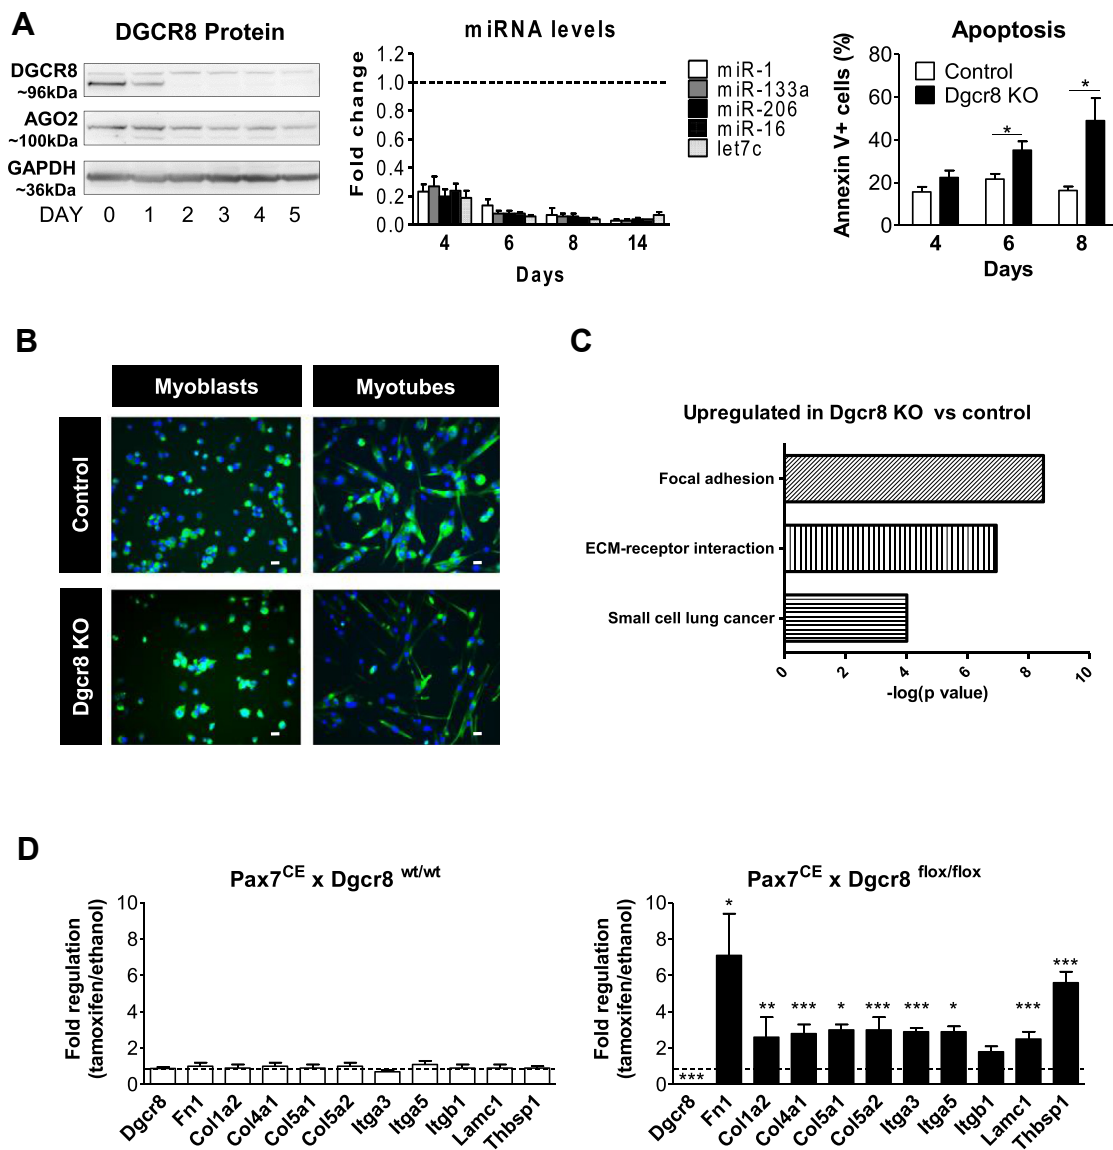 A
DGCR8 Protein
DGCR8
~96kDa
AGO2
~100kDa
GAPDH
~36kDa
DAY 0 1 2 3 4 5
miRNA levels
Fold change
1.2
1.0
0.8
0.6
0.4
0.2
0.0
4 6 8 14
Days
miR-1
miR-133a
miR-206
miR-16
let7c
Apoptosis
Annexin V+ cells (%)
80
60
40
20
0
Control
Dgcr8 KO
*
*
4 6 8
Days
B
Myoblasts Myotubes
Control
Dgcr8 KO
C
Upregulated in Dgcr8 KO vs control
Focal adhesion
ECM-receptor interaction
Small cell lung cancer
0 2 4 6 8 10
-log(p value)
D
Pax7CE x Dgcr8 wt/wt
Fold regulation
(tamoxifen/ethanol)
10
8
6
4
2
0
Dgcr8 Fn1 Col1a2 Col4a1 Col5a1 Col5a2 Itga3 Itga5 Itgb1 Lamc1 Thbsp1
Pax7CE x Dgcr8 flox/flox
Fold regulation
(tamoxifen/ethanol)
10
8
6
4
2
0
*** * ** *** * *** *** * *** ***
Dgcr8 Fn1 Col1a2 Col4a1 Col5a1 Col5a2 Itga3 Itga5 Itgb1 Lamc1 Thbsp1